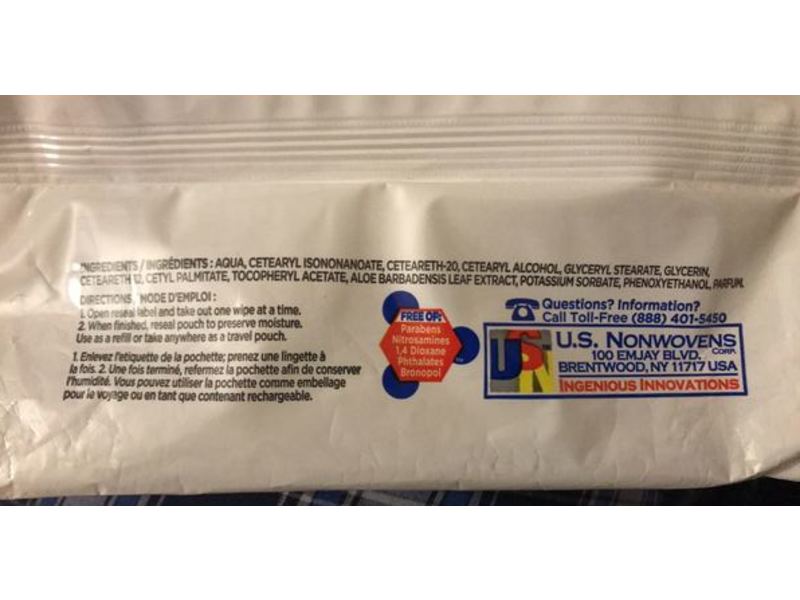 INGREDIENTS / INGRÉDIENTS : AQUA, CETEARYL ISONONANOATE, CETEARETH-20, CETEARYL ALCOHOL, GLYCERYL STEARATE, GLYCERIN,
CETEARETH-12, CETYL PALMITATE, TOCOPHERYL ACETATE, ALOE BARBADENSIS LEAF EXTRACT, POTASSIUM SORBATE, PHENOXYETHANOL, PARFUM.
DIRECTIONS / MODE D'EMPLOI :
1. Open reseal label and take out one wipe at a time.
2. When finished, reseal pouch to preserve moisture.
Use as a refill or take anywhere as a travel pouch.
1. Enlevez l'etiquette de la pochette; prenez une lingette à
la fois. 2. Une fois terminé, refermez la pochette afin de conserver
l'humidité. Vous pouvez utiliser la pochette comme embellage
pour le voyage ou en tant que contenant rechargeable.
FREE OF:
Parabens
Nitrosamines
1,4 Dioxane
Phthalates
Bronopol
Questions? Information?
Call Toll-Free (888) 401-5450
USN
U.S. NONWOVENS CORP.
100 EMJAY BLVD.
BRENTWOOD, NY 11717 USA
INGENIOUS INNOVATIONS